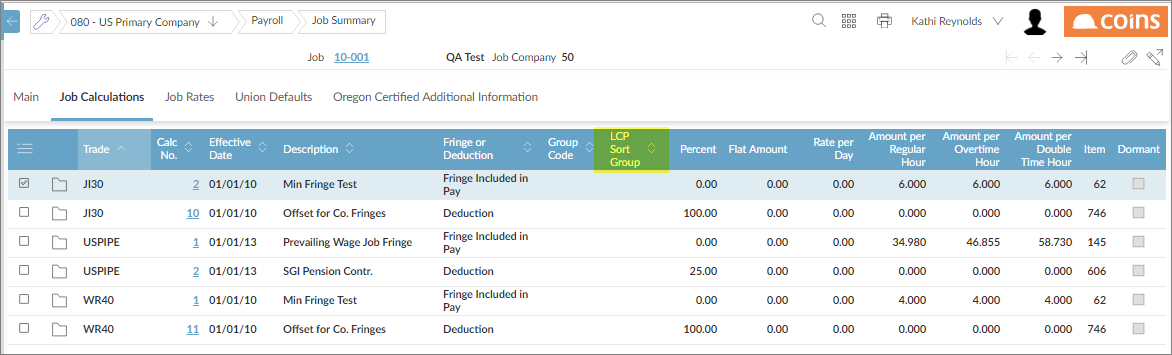 080 - US Primary Company Payroll Job Summary Kathi Reynolds coins
Job 10-001 QA Test Job Company 50
Main Job Calculations Job Rates Union Defaults Oregon Certified Additional Information
Trade Calc No. Effective Date Description Fringe or Deduction Group Code LCP Sort Group Percent Flat Amount Rate per Day Amount per Regular Hour Amount per Overtime Hour Amount per Double Time Hour Item Dormant
JI30 2 01/01/10 Min Fringe Test Fringe Included in Pay 0.00 0.00 0.00 6.000 6.000 6.000 62
JI30 10 01/01/10 Offset for Co. Fringes Deduction 100.00 0.00 0.00 0.000 0.000 0.000 746
USPIPE 1 01/01/13 Prevailing Wage Job Fringe Fringe Included in Pay 0.00 0.00 0.00 34.980 46.855 58.730 145
USPIPE 2 01/01/13 SGI Pension Contr. Deduction 25.00 0.00 0.00 0.000 0.000 0.000 606
WR40 1 01/01/10 Min Fringe Test Fringe Included in Pay 0.00 0.00 0.00 4.000 4.000 4.000 62
WR40 11 01/01/10 Offset for Co. Fringes Deduction 100.00 0.00 0.00 0.000 0.000 0.000 746